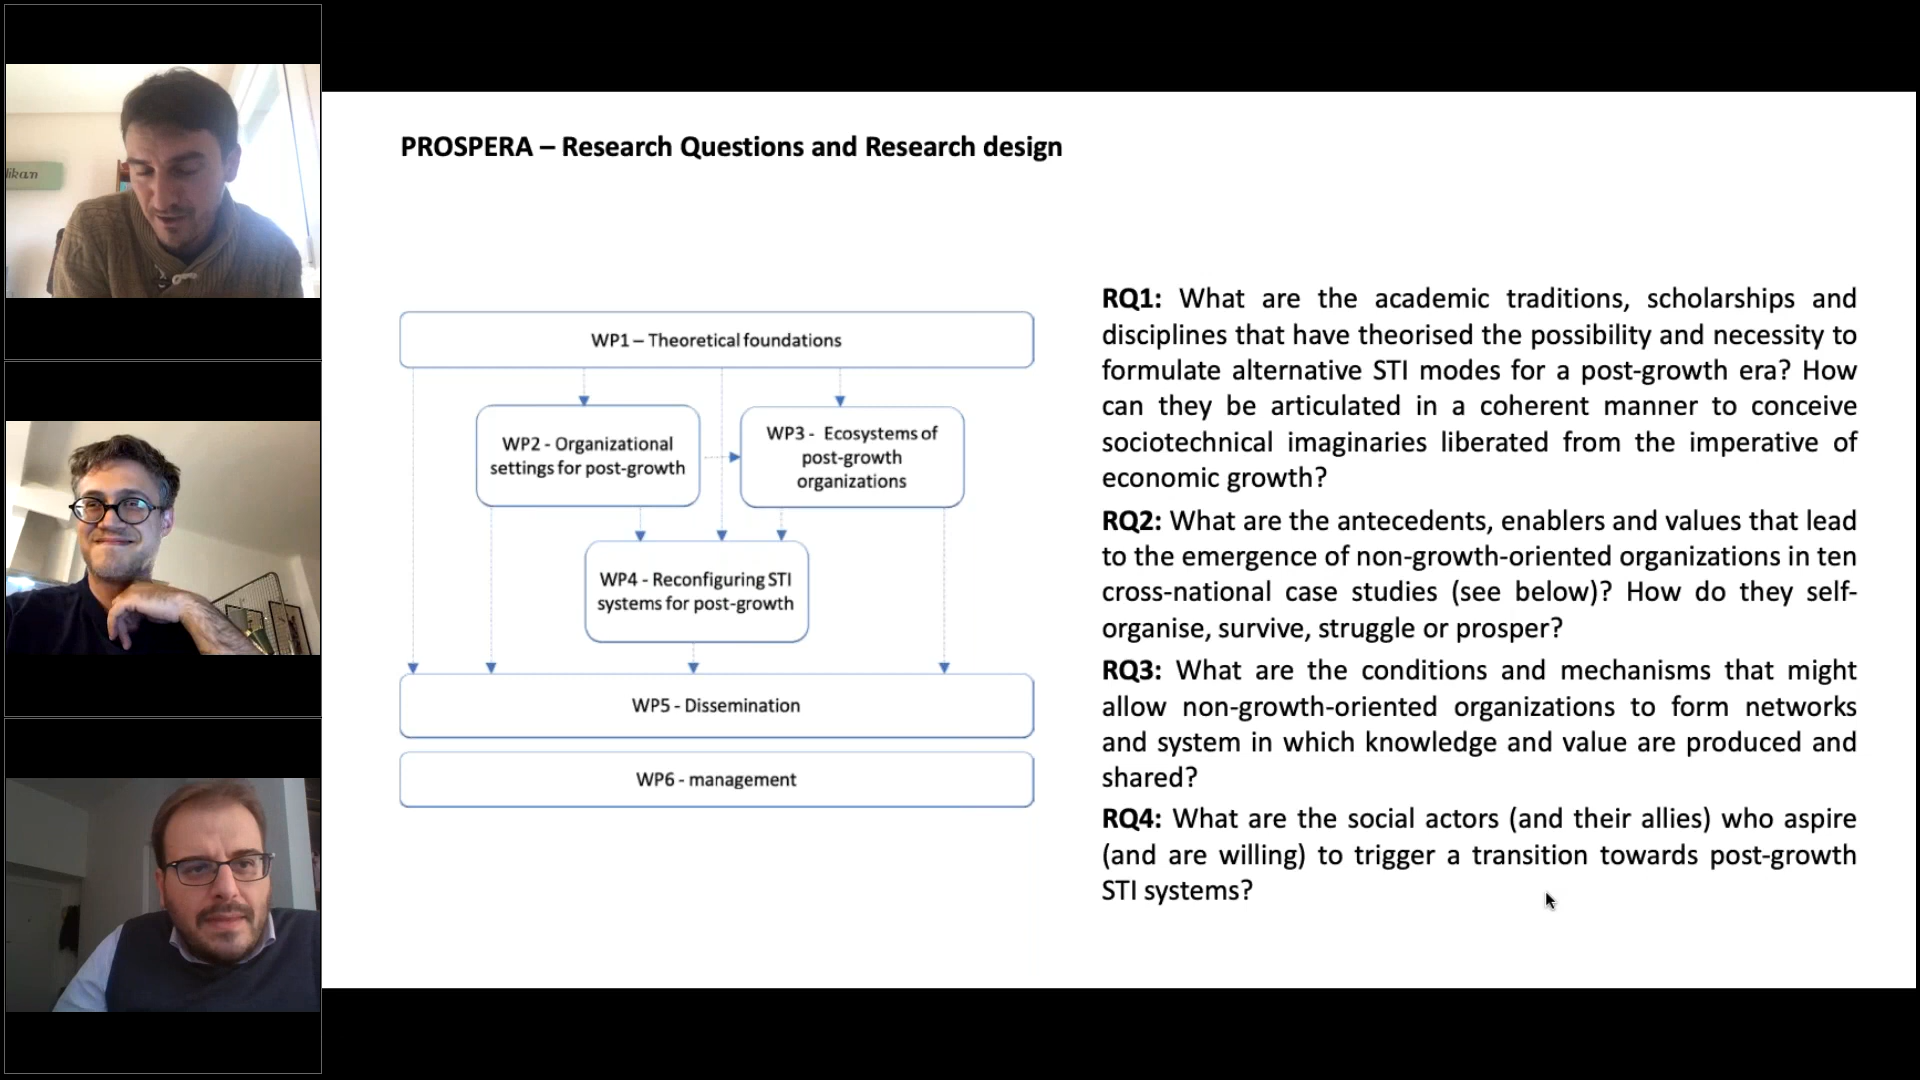 likan
PROSPERA – Research Questions and Research design
WP1 – Theoretical foundations
WP2 - Organizational
settings for post-growth
WP3 - Ecosystems of
post-growth
organizations
WP4 - Reconfiguring STI
systems for post-growth
WP5 - Dissemination
WP6 - management
RQ1: What are the academic traditions, scholarships and
disciplines that have theorised the possibility and necessity to
formulate alternative STI modes for a post-growth era? How
can they be articulated in a coherent manner to conceive
sociotechnical imaginaries liberated from the imperative of
economic growth?
RQ2: What are the antecedents, enablers and values that lead
to the emergence of non-growth-oriented organizations in ten
cross-national case studies (see below)? How do they self-
organise, survive, struggle or prosper?
RQ3: What are the conditions and mechanisms that might
allow non-growth-oriented organizations to form networks
and system in which knowledge and value are produced and
shared?
RQ4: What are the social actors (and their allies) who aspire
(and are willing) to trigger a transition towards post-growth
STI systems?